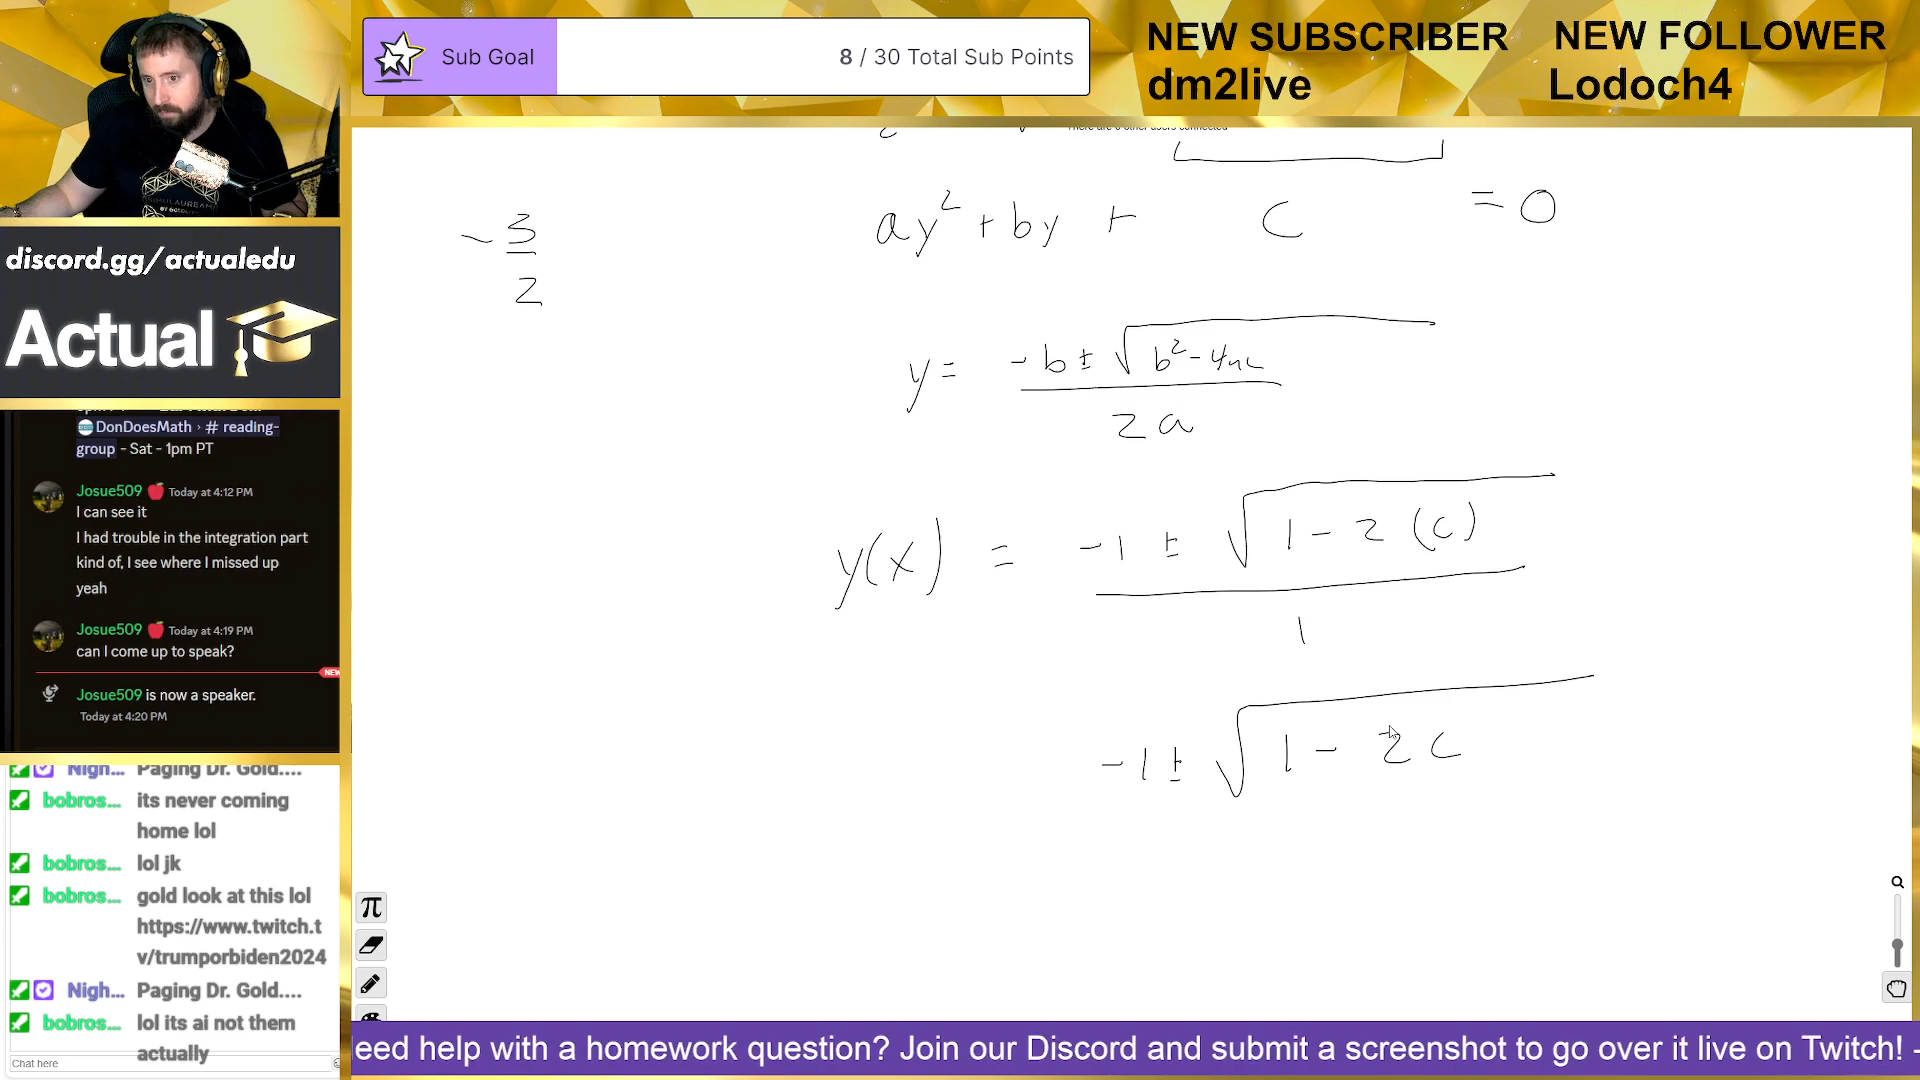 Sub Goal
8 / 30 Total Sub Points
NEW SUBSCRIBER
dm2live
NEW FOLLOWER
Lodoch4
discord.gg/actualedu
Actual
DonDoesMath › # reading-
group - Sat - 1pm PT
Josue509 Today at 4:12 PM
I can see it
I had trouble in the integration part
kind of, I see where I missed up
yeah
Josue509 Today at 4:19 PM
can I come up to speak?
NEW
Josue509 is now a speaker.
Today at 4:20 PM
Nigh... Paging Dr. Gold....
bobros... its never coming
home lol
bobros... lol jk
bobros... gold look at this lol
https://www.twitch.t
v/trumporbiden2024
Nigh... Paging Dr. Gold....
bobros... lol its ai not them
actually
Chat here
- 3
2
ay² + by + C = 0
y = -b ± √b² - 4ac
2a
y(x) = -1 ± √1 - 2 (c)
1
-1 ± √1 - 2 c
π
eed help with a homework question? Join our Discord and submit a screenshot to go over it live on Twitch! -